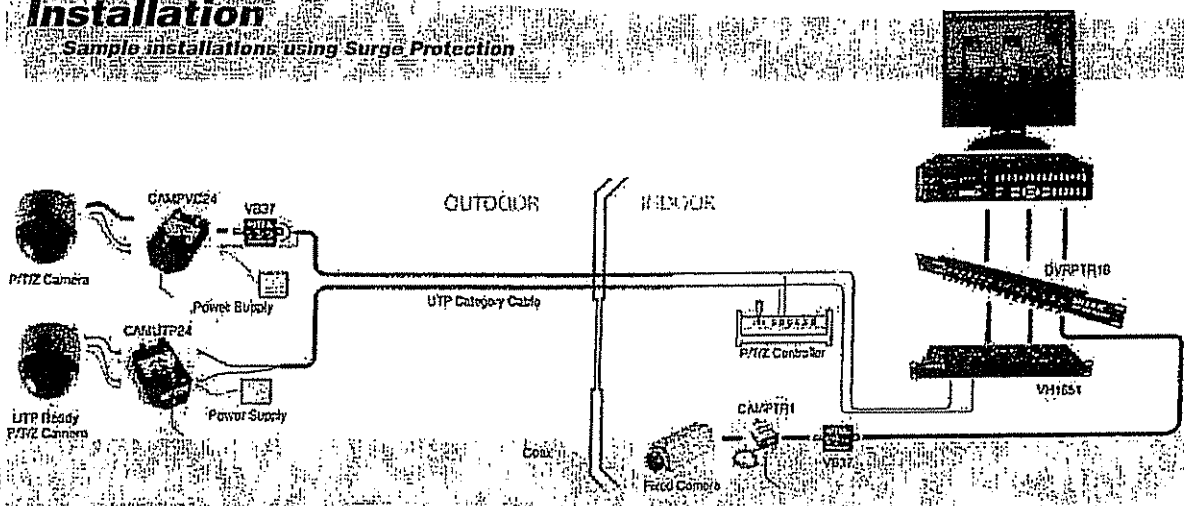 Installation
Sample installations using Surge Protection
OUTDOOR
INDOOR
CAMPVC24
VB37
P/T/Z Camera
Power Supply
UTP Category Cable
DVRPTR16
CAMUTP24
P/T/Z Controller
VH1651
UTP Ready
P/T/Z Camera
Power Supply
CAMPTR1
Coax
VB37
Fixed Camera